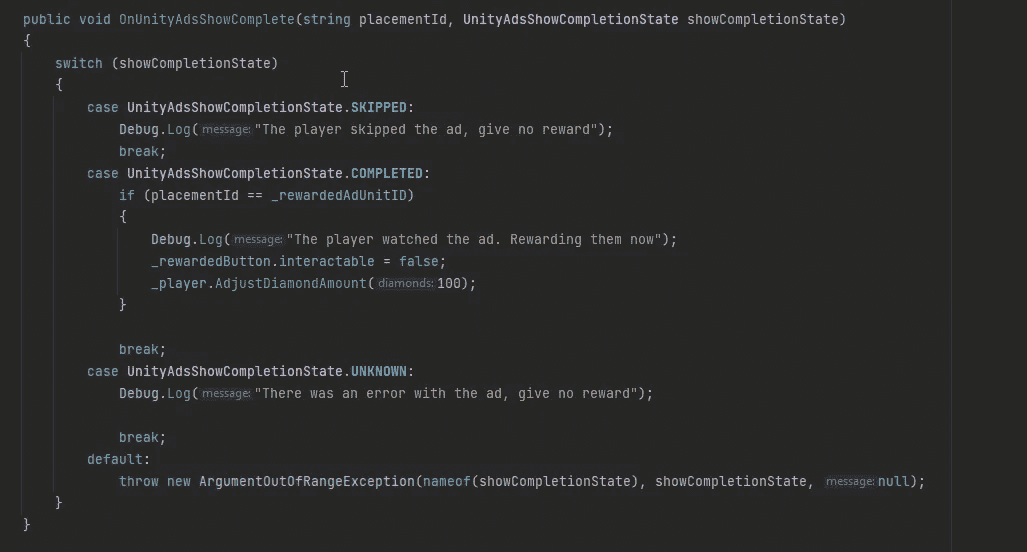 public void OnUnityAdsShowComplete(string placementId, UnityAdsShowCompletionState showCompletionState)
{
switch (showCompletionState)
{
case UnityAdsShowCompletionState.SKIPPED:
Debug.Log(message:"The player skipped the ad, give no reward");
break;
case UnityAdsShowCompletionState.COMPLETED:
if (placementId == _rewardedAdUnitID)
{
Debug.Log(message:"The player watched the ad. Rewarding them now");
_rewardedButton.interactable = false;
_player.AdjustDiamondAmount(diamonds:100);
}
break;
case UnityAdsShowCompletionState.UNKNOWN:
Debug.Log(message:"There was an error with the ad, give no reward");
break;
default:
throw new ArgumentOutOfRangeException(nameof(showCompletionState), showCompletionState, message:null);
}
}